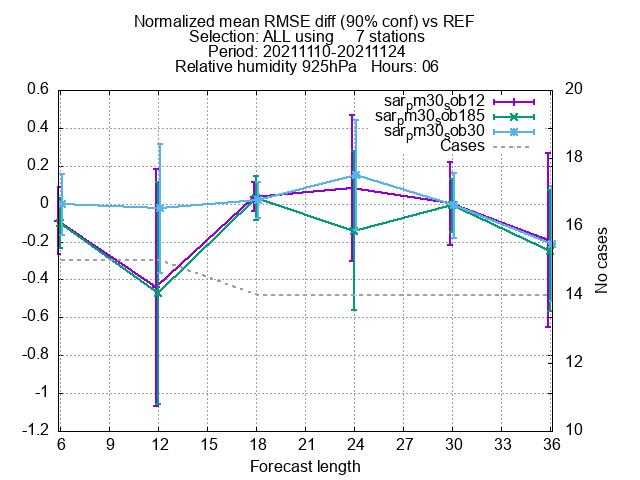 Normalized mean RMSE diff (90% conf) vs REF
Selection: ALL using     7 stations
Period: 20211110-20211124
Relative humidity 925hPa   Hours: 06
0.6
0.4
0.2
0
-0.2
-0.4
-0.6
-0.8
-1
-1.2
20
18
16
14
12
10
sar_pm30_sob12
sar_pm30_sob185
sar_pm30_sob30
Cases
No cases
6 9 12 15 18 21 24 27 30 33 36
Forecast length